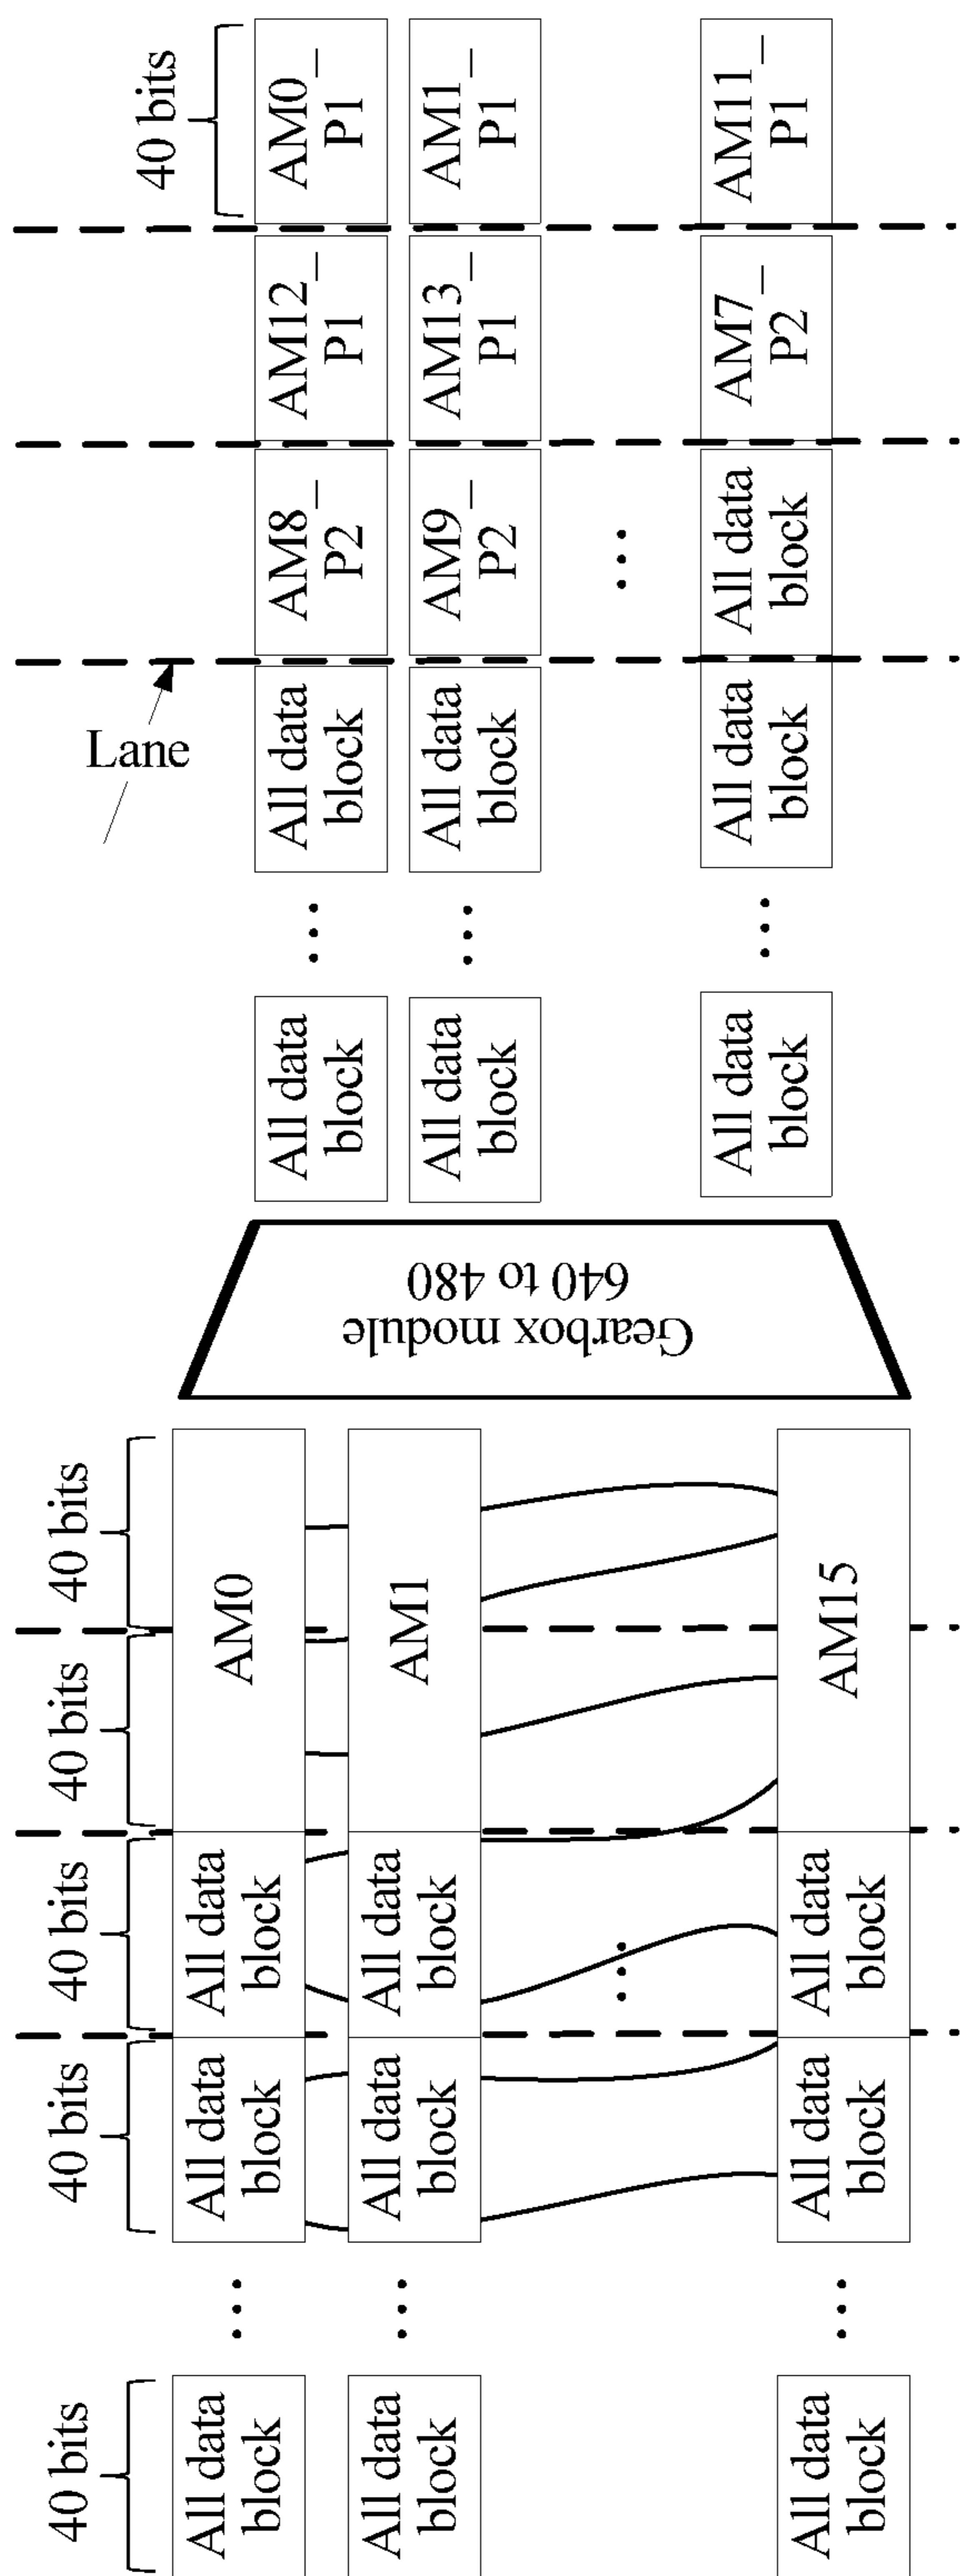 40 bits
40 bits
40 bits
40 bits
40 bits
All data
block
...
All data
block
All data
block
AM0
All data
block
...
All data
block
All data
block
AM1
...
All data
block
...
All data
block
All data
block
AM15
Gearbox module
640 to 480
Lane
40 bits
All data
block
...
All data
block
AM8_
P2
AM12_
P1
AM0_
P1
All data
block
...
All data
block
AM9_
P2
AM13_
P1
AM1_
P1
...
All data
block
...
All data
block
All data
block
AM7_
P2
AM11_
P1